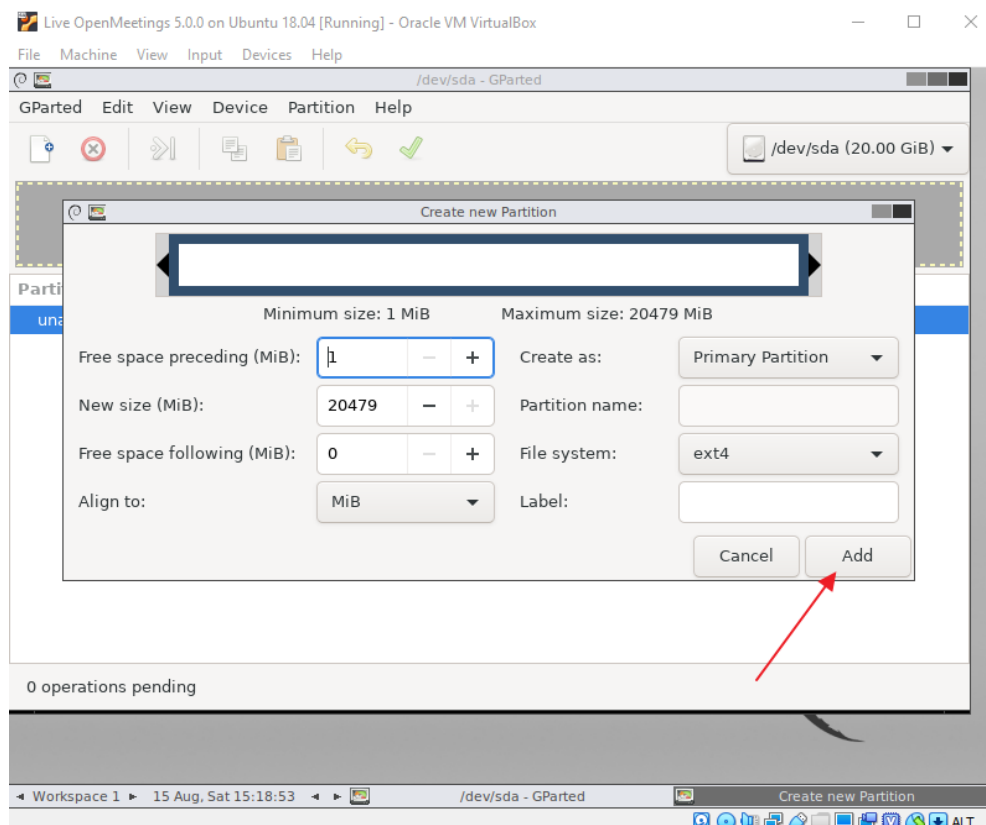 Live OpenMeetings 5.0.0 on Ubuntu 18.04 [Running] - Oracle VM VirtualBox
File Machine View Input Devices Help
/dev/sda - GParted
GParted Edit View Device Partition Help
/dev/sda (20.00 GiB)
Create new Partition
Parti
una
Minimum size: 1 MiB Maximum size: 20479 MiB
Free space preceding (MiB): 1 Create as: Primary Partition
New size (MiB): 20479 Partition name:
Free space following (MiB): 0 File system: ext4
Align to: MiB Label:
Cancel Add
0 operations pending
Workspace 1 15 Aug, Sat 15:18:53 /dev/sda - GParted Create new Partition
ALT